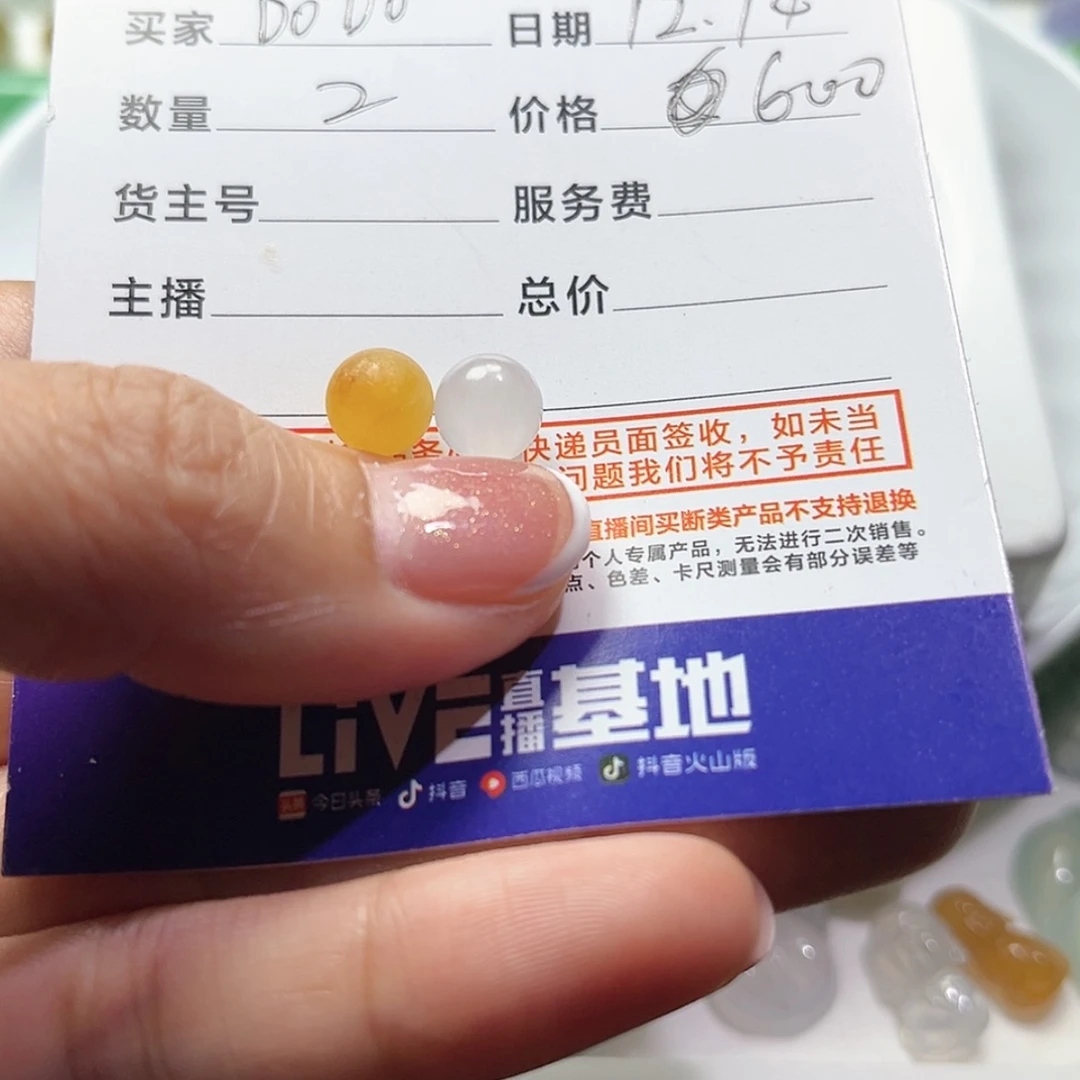 买家 DoDo 日期 12.14
数量 2 价格 600
货主号 服务费
主播 总价
快递员面签收，如未当
问题我们将不予责任
直播间买断类产品不支持退换
个人专属产品，无法进行二次销售。
点、色差、卡尺测量会有部分误差等
LIVE直播基地
今日头条 抖音 西瓜视频 抖音火山版